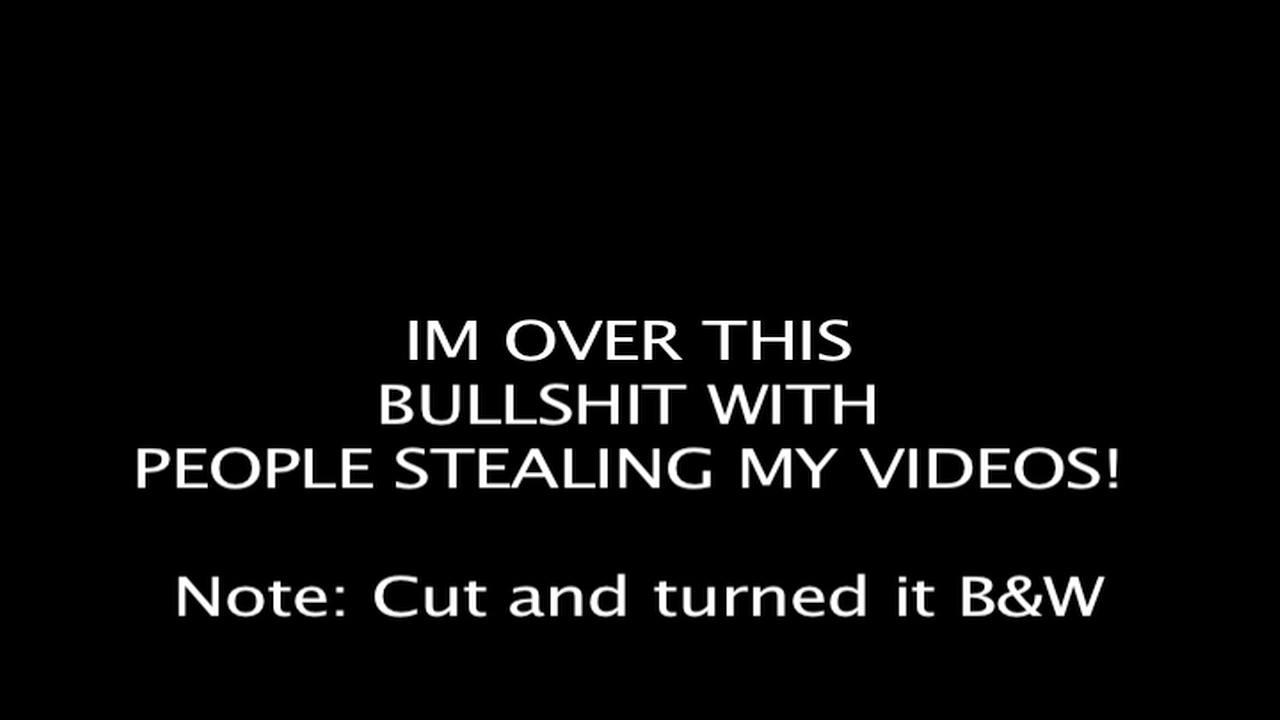 IM OVER THIS
BULLSHIT WITH
PEOPLE STEALING MY VIDEOS!
Note: Cut and turned it B&W